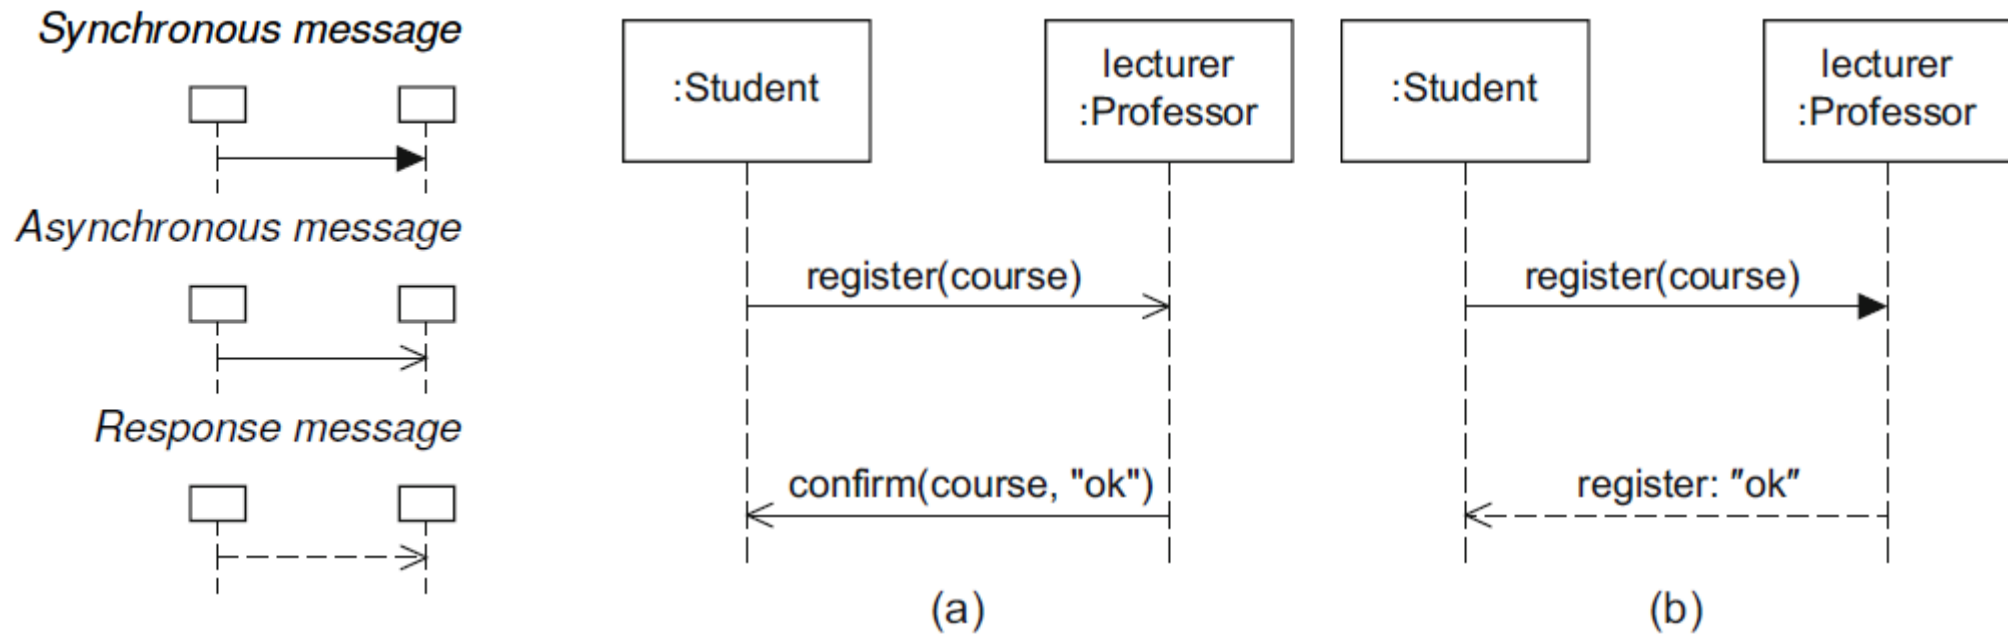 Synchronous message
Asynchronous message
Response message
:Student
lecturer
:Professor
register(course)
confirm(course, "ok")
(a)
:Student
lecturer
:Professor
register(course)
register: "ok"
(b)